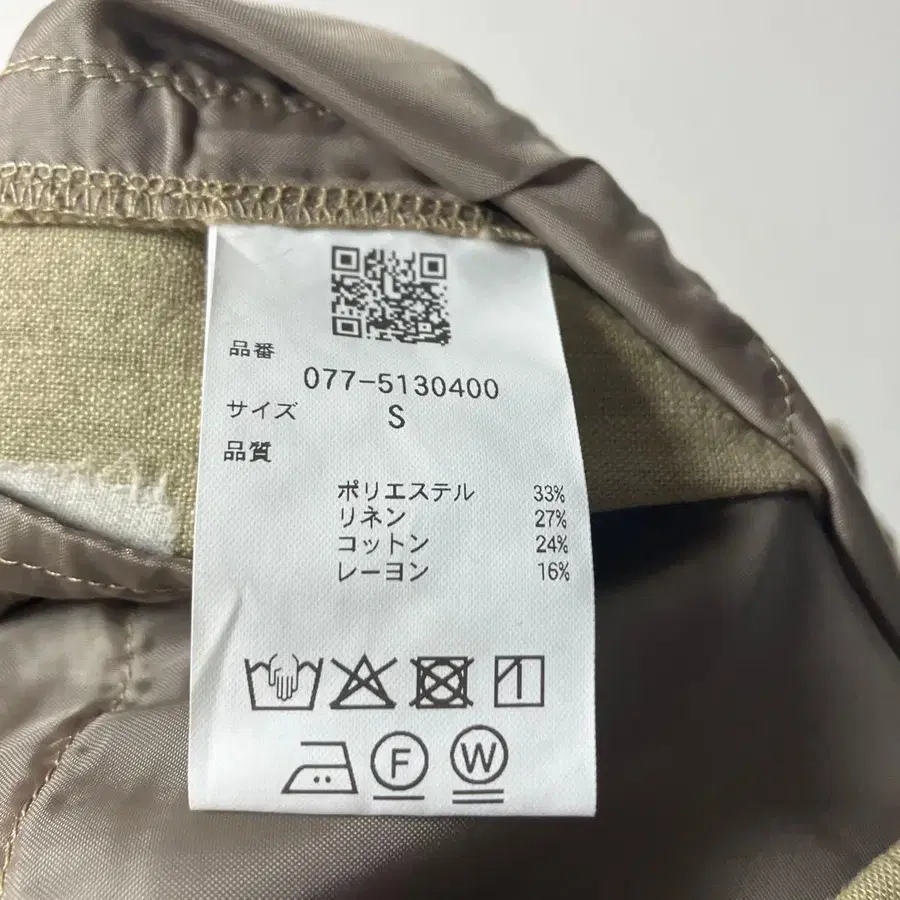 品番
077-5130400
サイズ S
品質
ポリエステル 33%
リネン 27%
コットン 24%
レーヨン 16%
F W